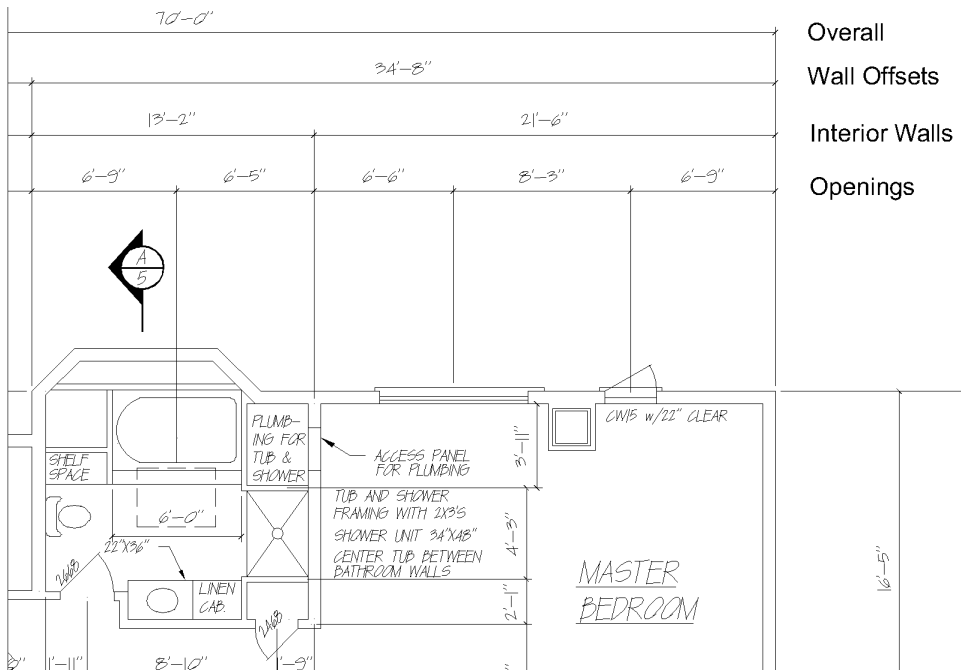 70'-0"
Overall
34'-8"
Wall Offsets
13'-2"
21'-6"
Interior Walls
6'-9"
6'-5"
6'-6"
8'-3"
6'-9"
Openings
A
5
PLUMB-
ING FOR
TUB &
SHOWER
CW15 w/22" CLEAR
SHELF
SPACE
ACCESS PANEL
FOR PLUMBING
3'-11"
TUB AND SHOWER
FRAMING WITH 2X3'S
SHOWER UNIT 34"X48"
CENTER TUB BETWEEN
BATHROOM WALLS
6'-0"
4'-3"
22"X36"
2668
LINEN
CAB.
MASTER
BEDROOM
16'-5"
2'-1"
2468
1'-11"
8'-10"
1'-9"